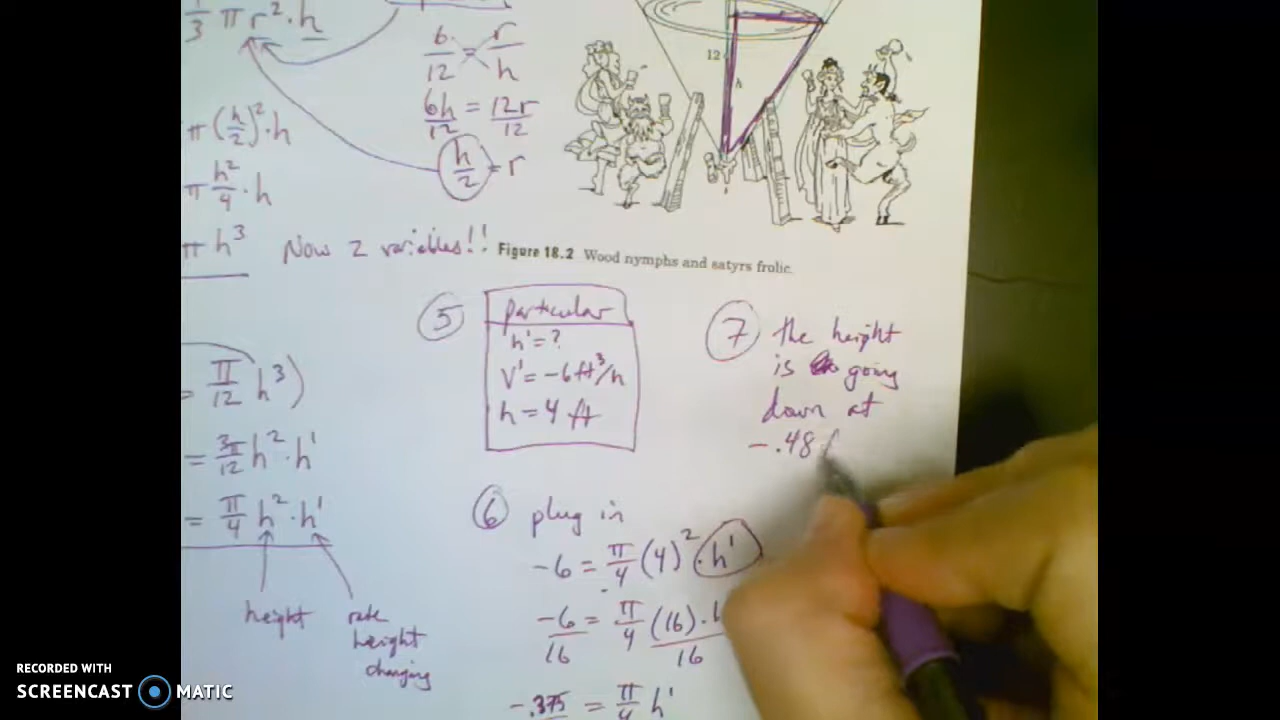 1/3 π r² · h
6/12 = r/h
12
h
6h/12 = 12r/12
π (h/2)² · h
h/2 = r
π h²/4 · h
π h³ Now 2 variables!!
Figure 18.2 Wood nymphs and satyrs frolic.
5
particular
h' = ?
V' = -6 ft³/h
h = 4 ft
7 the height
is going
down at
-.48
= π/12 h³)
= 3π/12 h² · h'
= π/4 h² · h'
height
rate
height
changing
6 plug in
-6 = π/4 (4)² · h'
-6/16 = π/4 (16) ·/16
-.375 = π/4 h'
RECORDED WITH
SCREENCAST MATIC